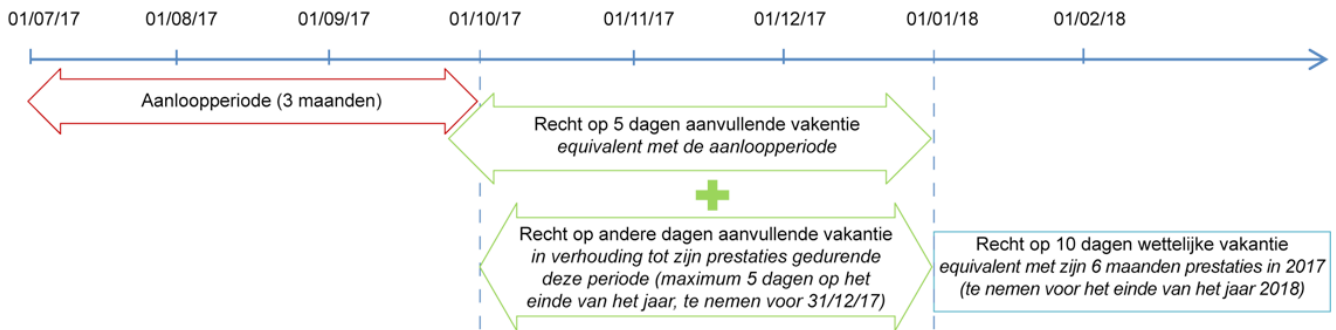 01/07/17 01/08/17 01/09/17 01/10/17 01/11/17 01/12/17 01/01/18 01/02/18
Aanloopperiode (3 maanden)
Recht op 5 dagen aanvullende vakentie
equivalent met de aanloopperiode
Recht op andere dagen aanvullende vakantie
in verhouding tot zijn prestaties gedurende
deze periode (maximum 5 dagen op het
einde van het jaar, te nemen voor 31/12/17)
Recht op 10 dagen wettelijke vakantie
equivalent met zijn 6 maanden prestaties in 2017
(te nemen voor het einde van het jaar 2018)